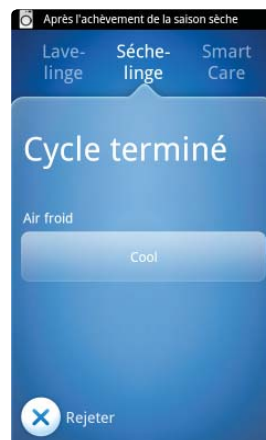 Après l'achèvement de la saison sèche
Lave-
linge
Séche-
linge
Smart
Care
Cycle terminé
Air froid
Cool
Rejeter